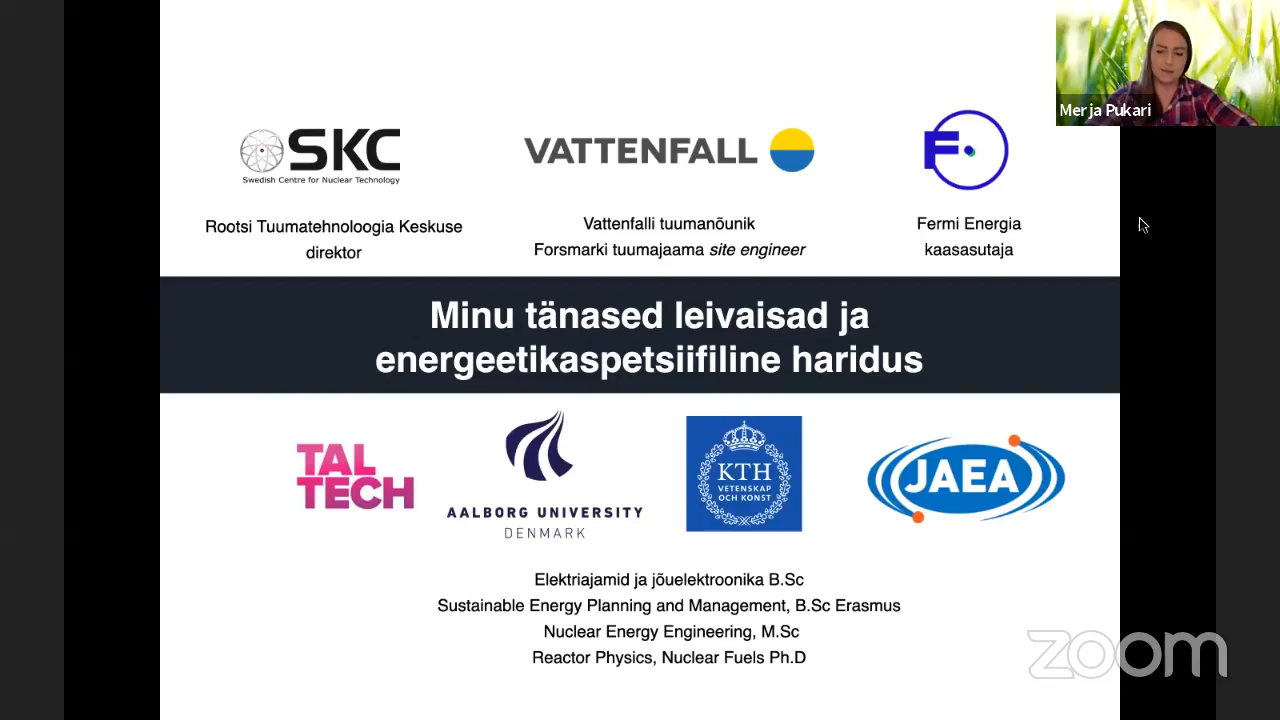 Merja Pukari
SKC
Swedish Centre for Nuclear Technology
VATTENFALL
F
Rootsi Tuumatehnoloogia Keskuse
direktor
Vattenfalli tuumanõunik
Forsmarki tuumajaama site engineer
Fermi Energia
kaasasutaja
Minu tänased leivaisad ja
energeetikaspetsiifiline haridus
TAL
TECH
AALBORG UNIVERSITY
DENMARK
KTH
VETENSKAP
OCH KONST
JAEA
Elektriajamid ja jõuelektroonika B.Sc
Sustainable Energy Planning and Management, B.Sc Erasmus
Nuclear Energy Engineering, M.Sc
Reactor Physics, Nuclear Fuels Ph.D
zoom